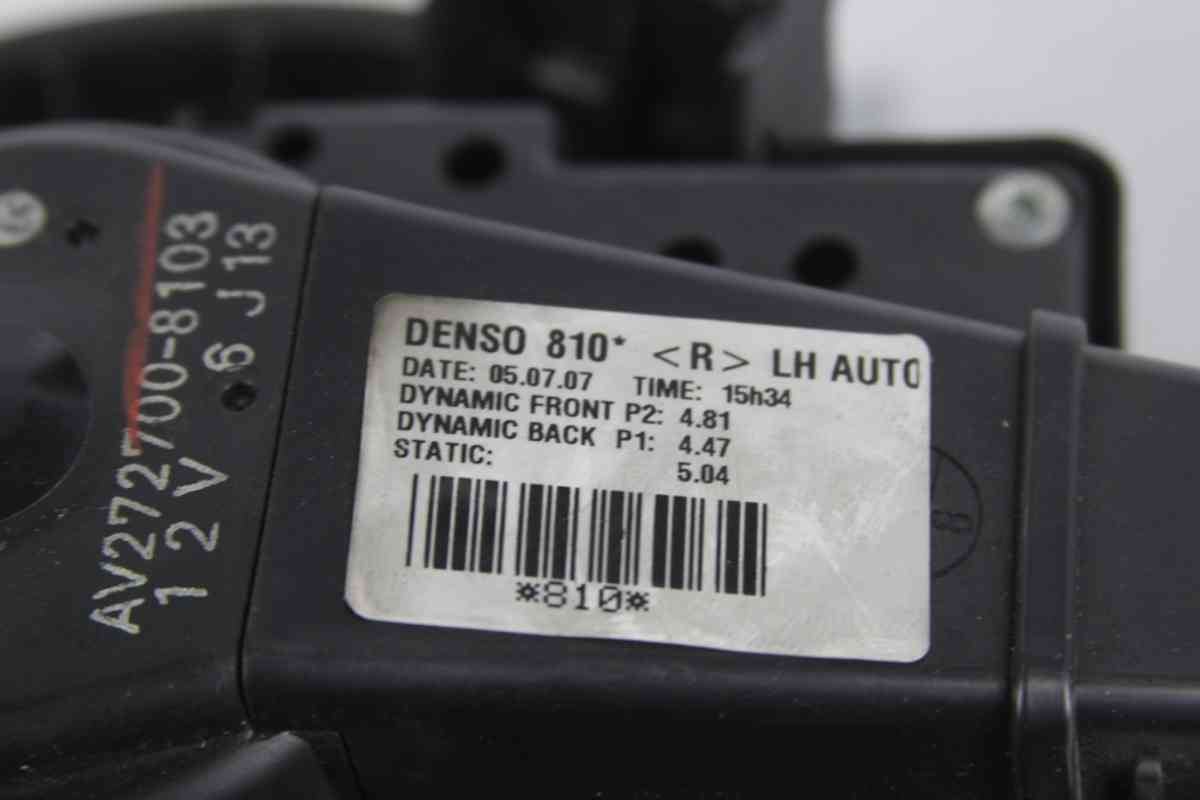 AV272700-8103
12V 6 J13
DENSO 810* <R> LH AUTO
DATE: 05.07.07 TIME: 15h34
DYNAMIC FRONT P2: 4.81
DYNAMIC BACK P1: 4.47
STATIC: 5.04
*810*
8